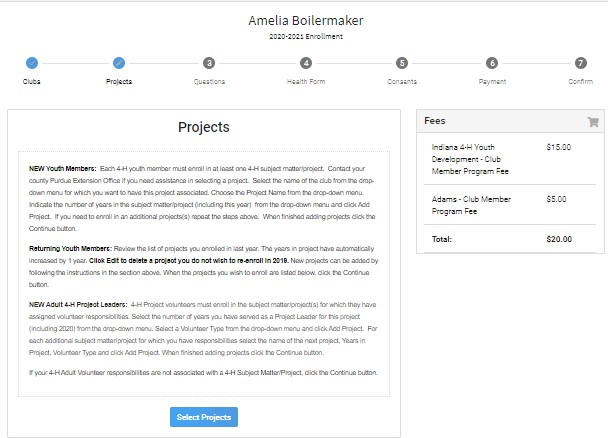 Amelia Boilermaker
2020-2021 Enrollment
3 4 5 6 7
Clubs Projects Questions Health Form Consents Payment Confirm
Projects
NEW Youth Members: Each 4-H youth member must enroll in at least one 4-H subject matter/project. Contact your
county Purdue Extension Office if you need assistance in selecting a project. Select the name of the club from the drop-
down menu for which you want to have this project associated. Choose the Project Name from the drop-down menu.
Indicate the number of years in the subject matter/project (including this year) from the drop-down menu and click Add
Project. If you need to enroll in an additional projects(s) repeat the steps above. When finished adding projects click the
Continue button.
Returning Youth Members: Review the list of projects you enrolled in last year. The years in project have automatically
increased by 1 year. Click Edit to delete a project you do not wish to re-enroll in 2019. New projects can be added by
following the instructions in the section above. When the projects you wish to enroll are listed below, click the Continue
button.
NEW Adult 4-H Project Leaders: 4-H Project volunteers must enroll in the subject matter/project(s) for which they have
assigned volunteer responsibilities. Select the number of years you have served as a Project Leader for this project
(including 2020) from the drop-down menu. Select a Volunteer Type from the drop-down menu and click Add Project. For
each additional subject matter/project for which you have responsibilities select the name of the next project, Years in
Project, Volunteer Type and click Add Project. When finished adding projects click the Continue button.
If your 4-H Adult Volunteer responsibilities are not associated with a 4-H Subject Matter/Project, click the Continue button.
Select Projects
Fees
Indiana 4-H Youth $15.00
Development - Club
Member Program Fee
Adams - Club Member $5.00
Program Fee
Total: $20.00